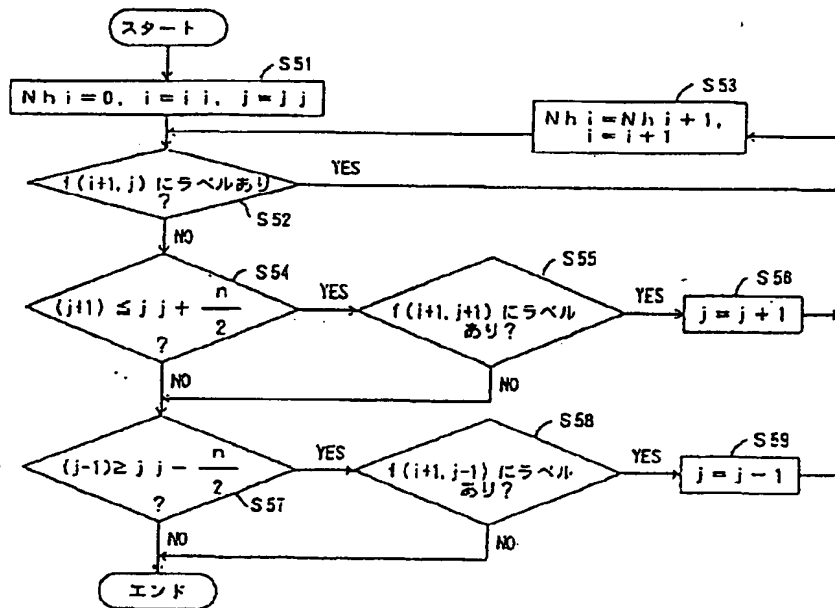 スタート
S51
Nhi=0, i=ii, j=jj
S53
Nhi=Nhi+1,
i=i+1
f(i+1,j)にラベルあり
?
YES
S52
NO
S54
(j+1)≤jj+n/2
?
YES
S55
f(i+1,j+1)にラベル
あり?
YES
S56
j=j+1
NO
NO
(j-1)≥jj-n/2
?
S57
YES
S58
f(i+1,j-1)にラベル
あり?
YES
S59
j=j-1
NO
NO
エンド